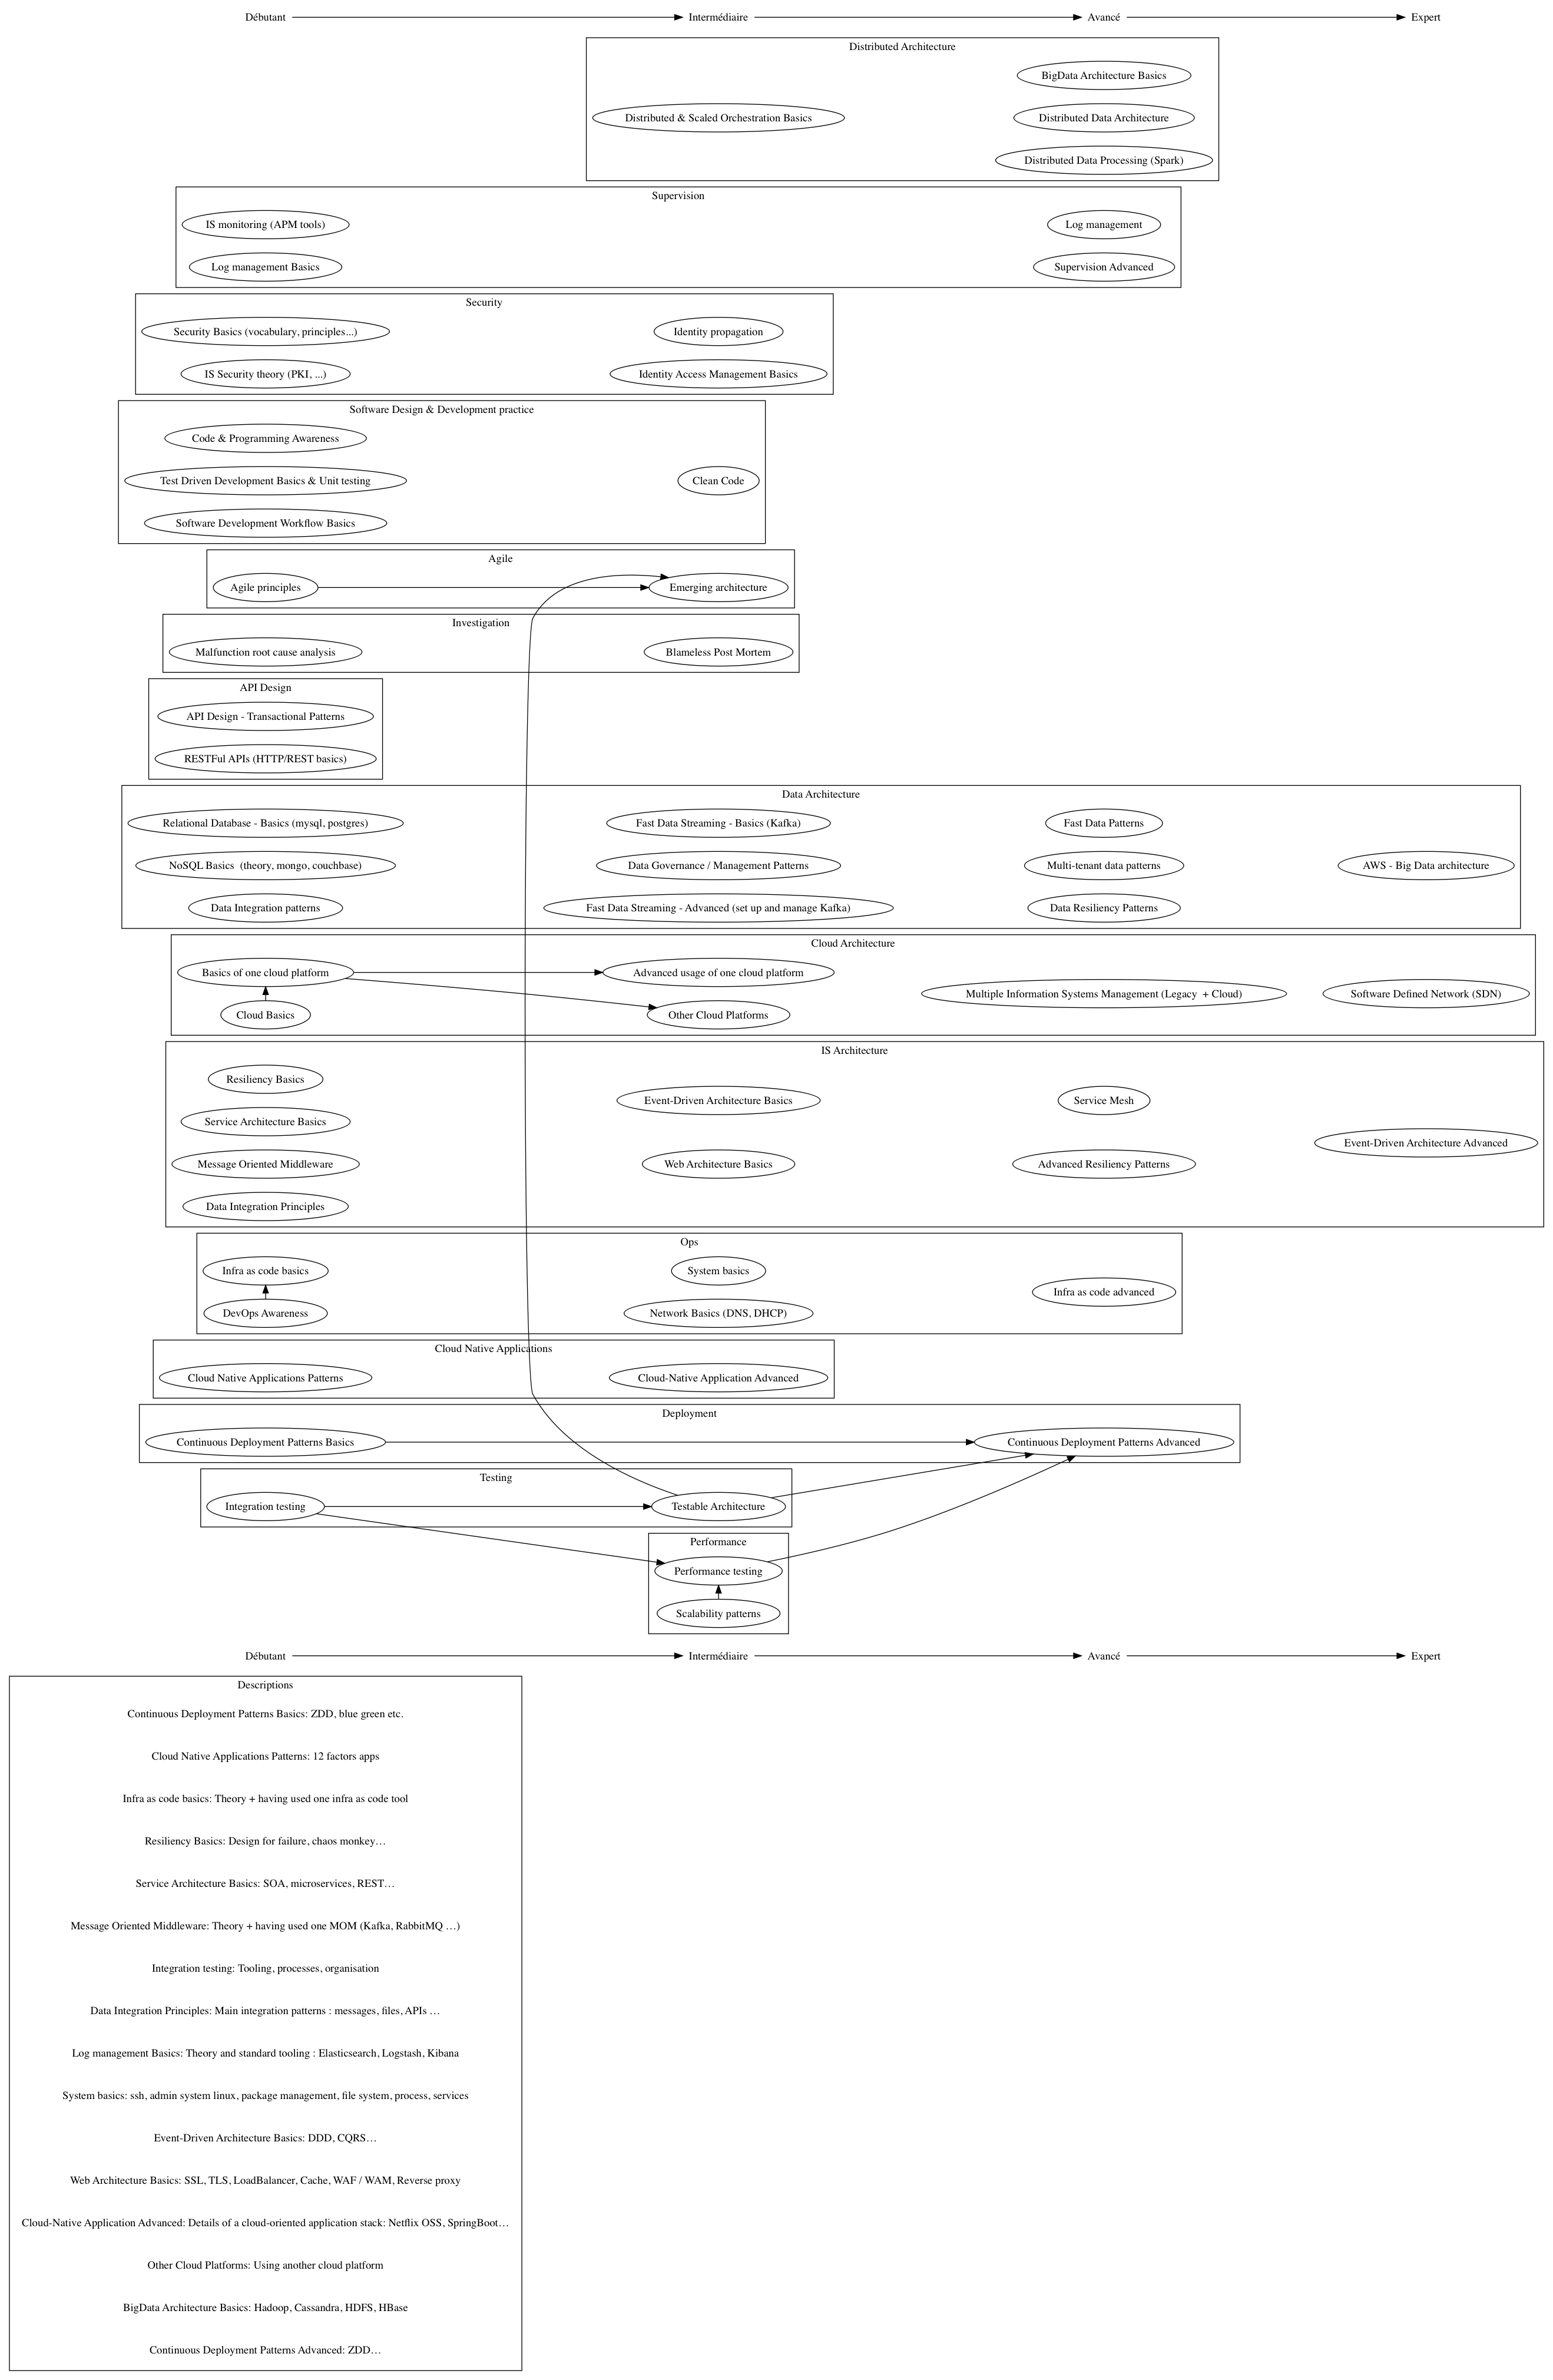 Débutant
Intermédiaire
Avancé
Expert
Distributed Architecture
BigData Architecture Basics
Distributed & Scaled Orchestration Basics
Distributed Data Architecture
Distributed Data Processing (Spark)
Supervision
IS monitoring (APM tools)
Log management
Log management Basics
Supervision Advanced
Security
Security Basics (vocabulary, principles...)
Identity propagation
IS Security theory (PKI, ...)
Identity Access Management Basics
Software Design & Development practice
Code & Programming Awareness
Test Driven Development Basics & Unit testing
Clean Code
Software Development Workflow Basics
Agile
Agile principles
Emerging architecture
Investigation
Malfunction root cause analysis
Blameless Post Mortem
API Design
API Design - Transactional Patterns
RESTFul APIs (HTTP/REST basics)
Data Architecture
Relational Database - Basics (mysql, postgres)
Fast Data Streaming - Basics (Kafka)
Fast Data Patterns
NoSQL Basics  (theory, mongo, couchbase)
Data Governance / Management Patterns
Multi-tenant data patterns
AWS - Big Data architecture
Data Integration patterns
Fast Data Streaming - Advanced (set up and manage Kafka)
Data Resiliency Patterns
Cloud Architecture
Basics of one cloud platform
Advanced usage of one cloud platform
Multiple Information Systems Management (Legacy  + Cloud)
Software Defined Network (SDN)
Cloud Basics
Other Cloud Platforms
IS Architecture
Resiliency Basics
Event-Driven Architecture Basics
Service Mesh
Service Architecture Basics
Event-Driven Architecture Advanced
Message Oriented Middleware
Web Architecture Basics
Advanced Resiliency Patterns
Data Integration Principles
Ops
Infra as code basics
System basics
Infra as code advanced
DevOps Awareness
Network Basics (DNS, DHCP)
Cloud Native Applications
Cloud Native Applications Patterns
Cloud-Native Application Advanced
Deployment
Continuous Deployment Patterns Basics
Continuous Deployment Patterns Advanced
Testing
Integration testing
Testable Architecture
Performance
Performance testing
Scalability patterns
Débutant
Intermédiaire
Avancé
Expert
Descriptions
Continuous Deployment Patterns Basics: ZDD, blue green etc.
Cloud Native Applications Patterns: 12 factors apps
Infra as code basics: Theory + having used one infra as code tool
Resiliency Basics: Design for failure, chaos monkey…
Service Architecture Basics: SOA, microservices, REST…
Message Oriented Middleware: Theory + having used one MOM (Kafka, RabbitMQ …)
Integration testing: Tooling, processes, organisation
Data Integration Principles: Main integration patterns : messages, files, APIs …
Log management Basics: Theory and standard tooling : Elasticsearch, Logstash, Kibana
System basics: ssh, admin system linux, package management, file system, process, services
Event-Driven Architecture Basics: DDD, CQRS…
Web Architecture Basics: SSL, TLS, LoadBalancer, Cache, WAF / WAM, Reverse proxy
Cloud-Native Application Advanced: Details of a cloud-oriented application stack: Netflix OSS, SpringBoot…
Other Cloud Platforms: Using another cloud platform
BigData Architecture Basics: Hadoop, Cassandra, HDFS, HBase
Continuous Deployment Patterns Advanced: ZDD…